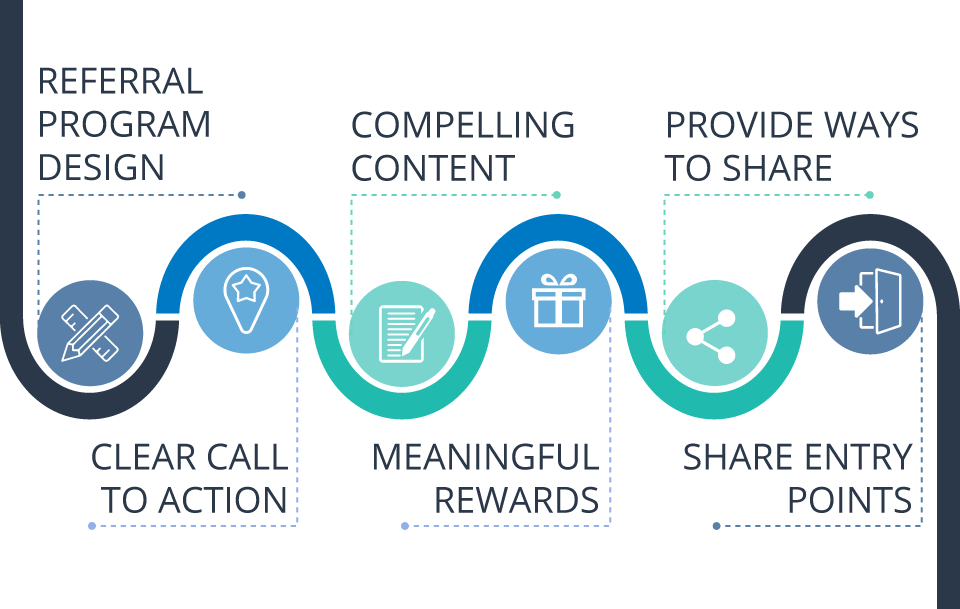 REFERRAL
PROGRAM
DESIGN
CLEAR CALL
TO ACTION
COMPELLING
CONTENT
MEANINGFUL
REWARDS
PROVIDE WAYS
TO SHARE
SHARE ENTRY
POINTS